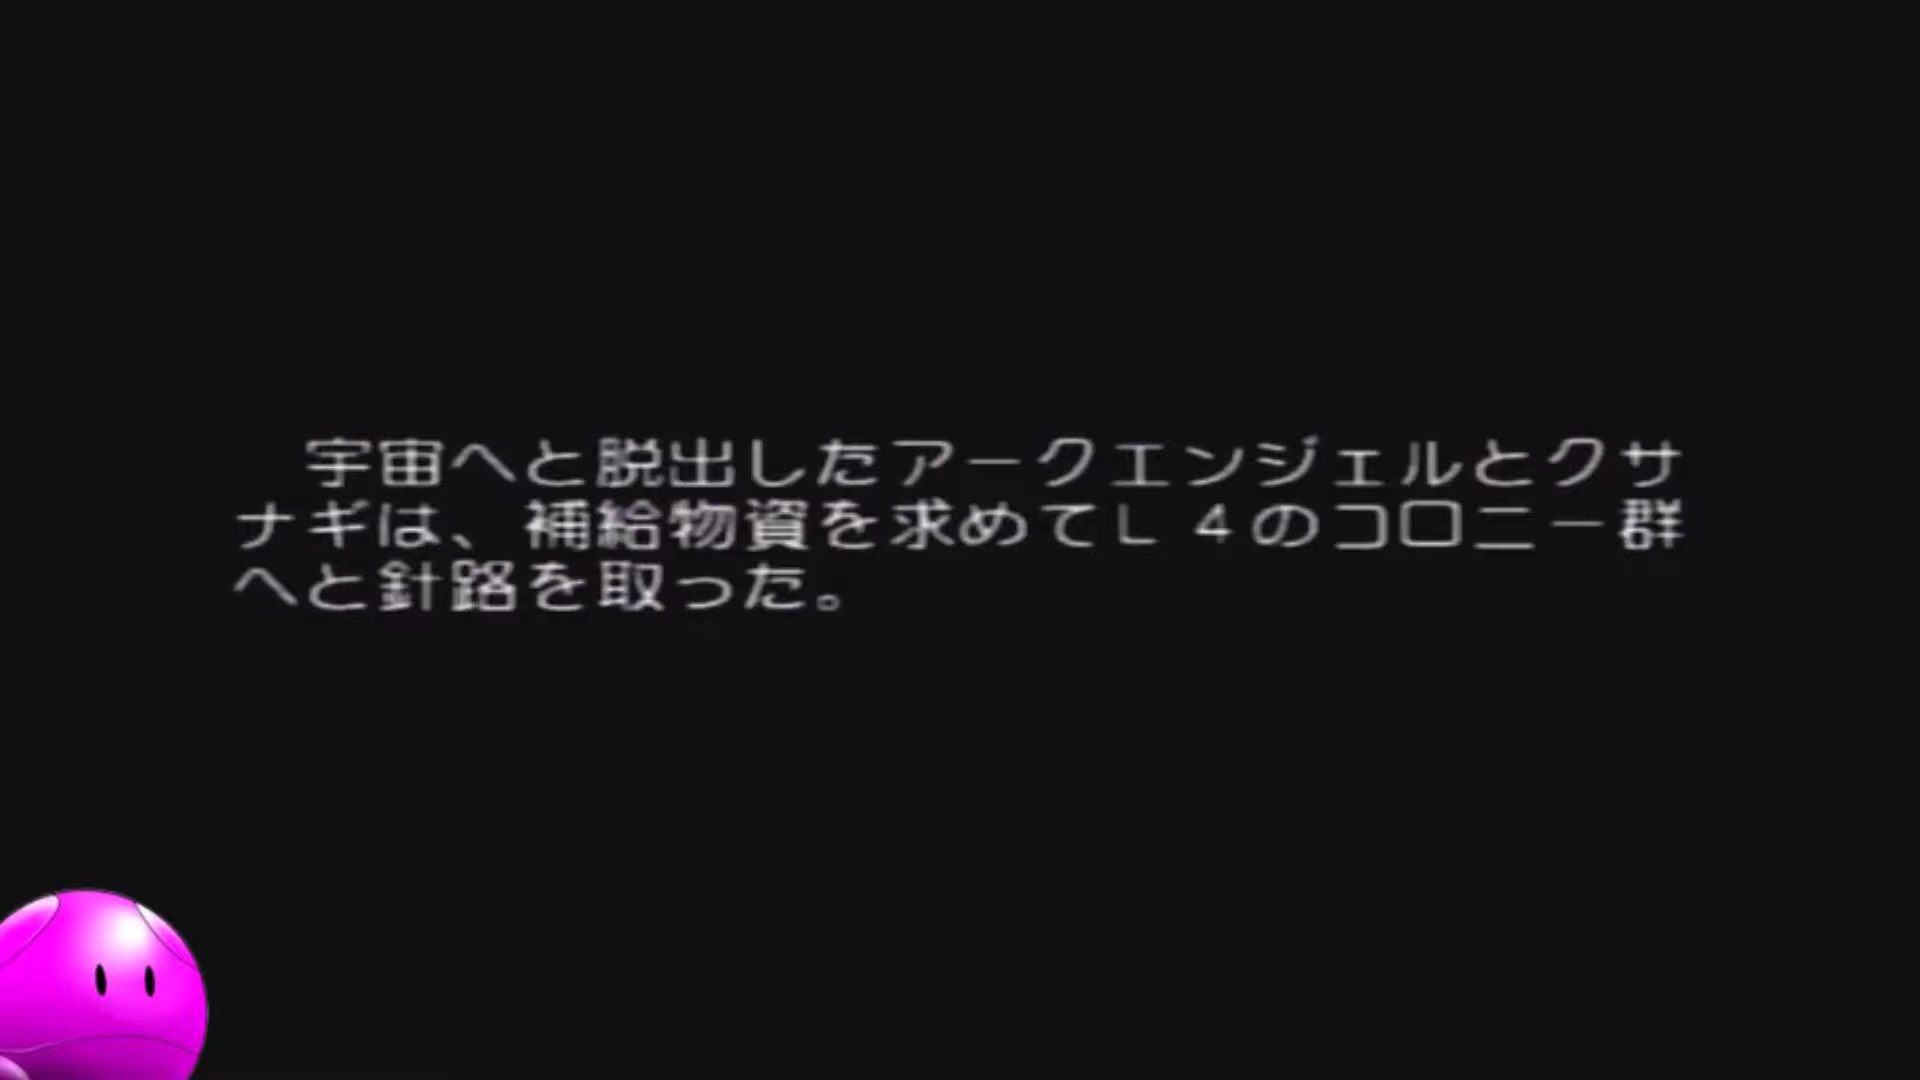 宇宙へと脱出したアークエンジェルとクサ
ナギは、補給物資を求めてL4のコロニー群
へと針路を取った。